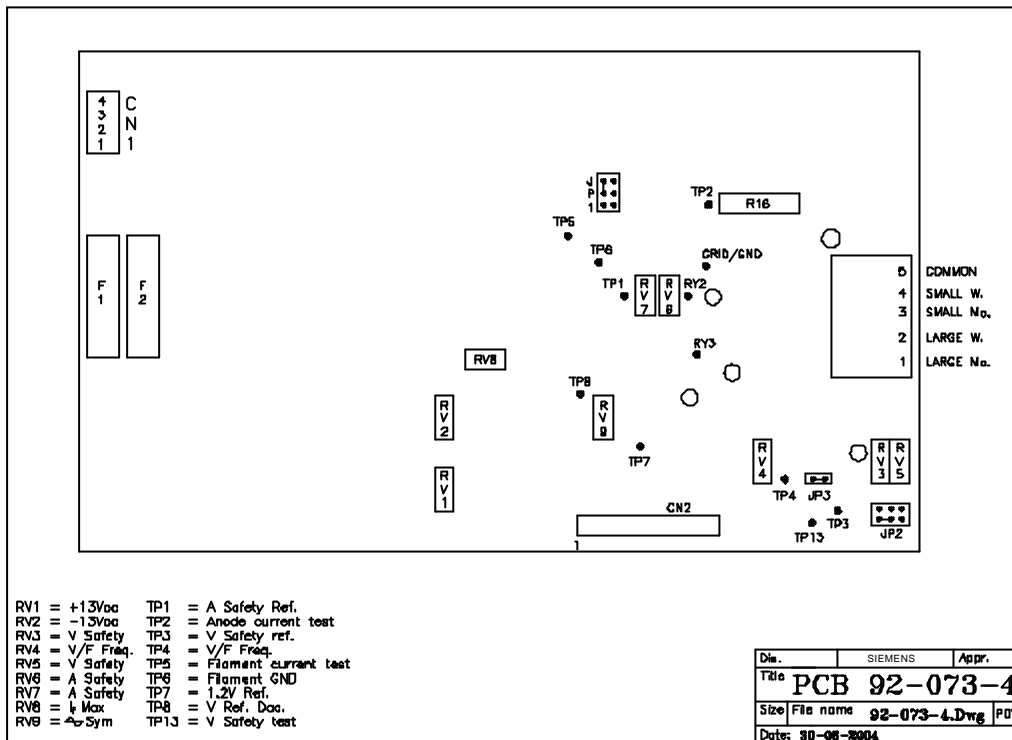 4
3
2
1
C
N
1
J
P
1
TP2
R16
TP5
TP6
GRID/GND
TP1
R
V
7
R
V
6
RY2
F
1
F
2
5 COMMON
4 SMALL W.
3 SMALL No.
2 LARGE W.
1 LARGE No.
RY3
RV8
TP8
R
V
2
R
V
9
TP7
R
V
1
R
V
4
R
V
3
R
V
5
TP4
JP3
CN2
1
TP3
TP13
JP2
RV1 = +13Vcc TP1 = A Safety Ref.
RV2 = -13Vcc TP2 = Anode current test
RV3 = V Safety TP3 = V Safety ref.
RV4 = V/F Freq. TP4 = V/F Freq.
RV5 = V Safety TP5 = Filament current test
RV6 = A Safety TP6 = Filament GND
RV7 = A Safety TP7 = 1.2V Ref.
RV8 = If Max TP8 = V Ref. Dac.
RV9 = Sym TP13 = V Safety test
Dis. SIEMENS Appr.
Title PCB 92-073-4
Size File name 92-073-4.Dwg
Date: 30-06-2004